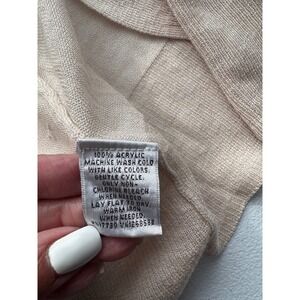 100% ACRYLIC
MACHINE WASH COLD
WITH LIKE COLORS,
GENTLE CYCLE.
ONLY NON-
CHLORINE BLEACH
WHEN NEEDED.
LAY FLAT TO DRY.
WARM IRON
WHEN NEEDED.